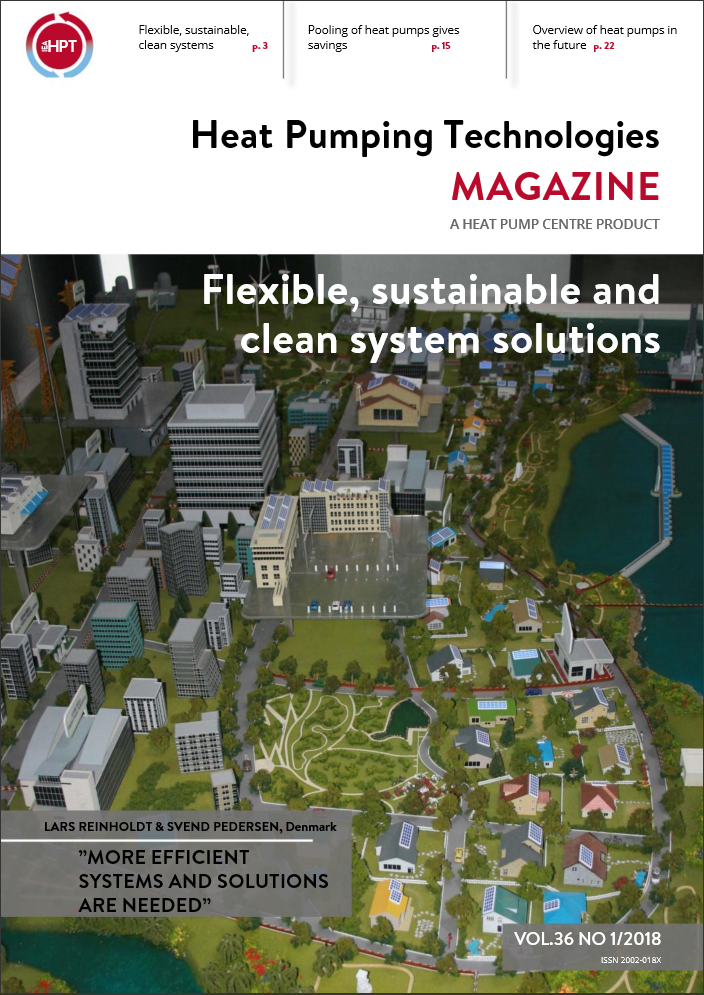 HPT
Flexible, sustainable,
clean systems p. 3
Pooling of heat pumps gives
savings p. 15
Overview of heat pumps in
the future p. 22
Heat Pumping Technologies
MAGAZINE
A HEAT PUMP CENTRE PRODUCT
Flexible, sustainable and
clean system solutions
LARS REINHOLDT & SVEND PEDERSEN, Denmark
”MORE EFFICIENT
SYSTEMS AND SOLUTIONS
ARE NEEDED”
VOL.36 NO 1/2018
ISSN 2002-018X